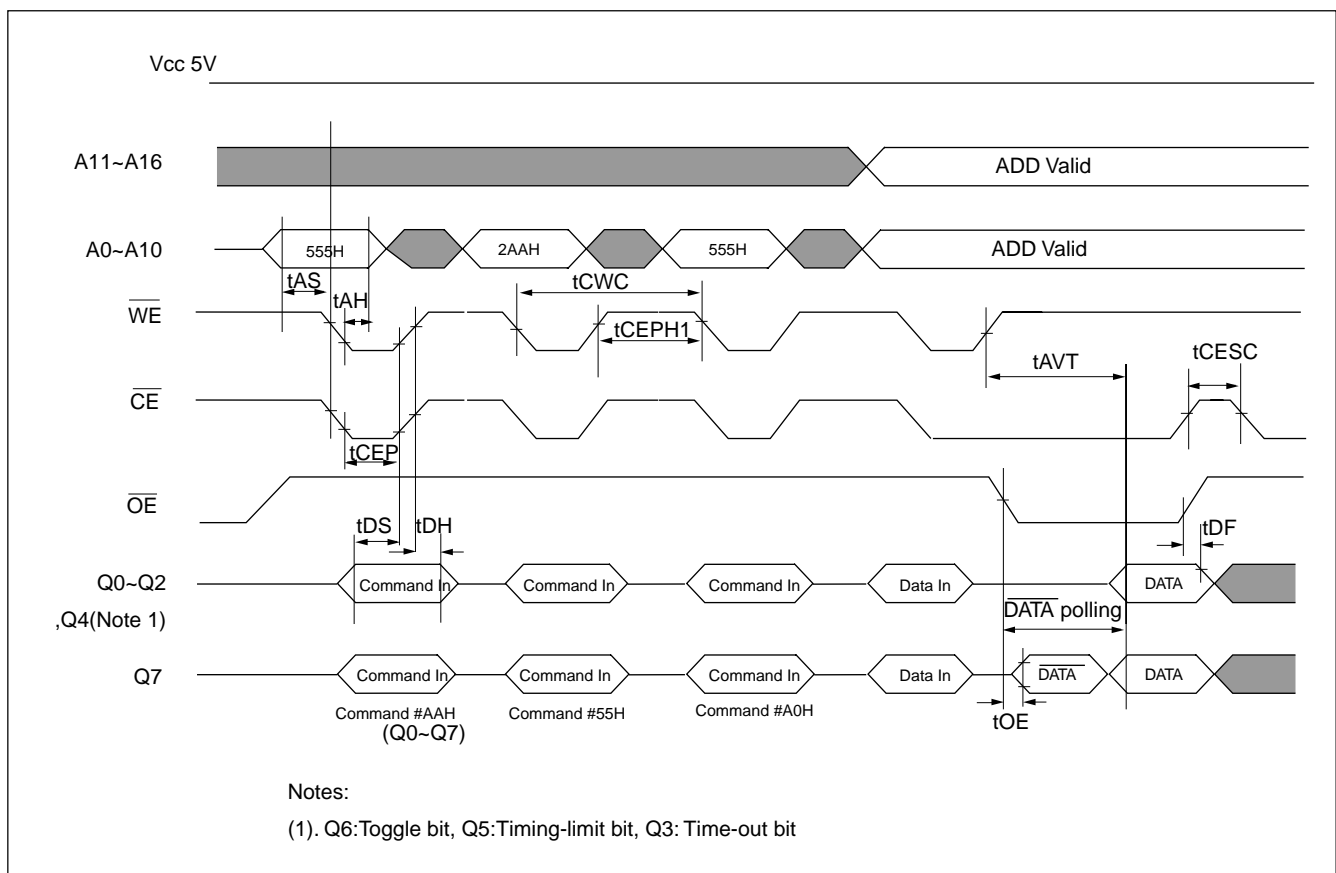 Vcc 5V
A11~A16
ADD Valid
A0~A10
555H
2AAH
555H
ADD Valid
tAS
tAH
tCWC
WE
tCEPH1
tAVT
tCESC
CE
tCEP
OE
tDS
tDH
tDF
Q0~Q2
Command In
Command In
Command In
Data In
DATA
,Q4(Note 1)
DATA polling
Q7
Command In
Command In
Command In
Data In
DATA
DATA
Command #AAH
Command #55H
Command #A0H
(Q0~Q7)
tOE
Notes:
(1). Q6:Toggle bit, Q5:Timing-limit bit, Q3: Time-out bit